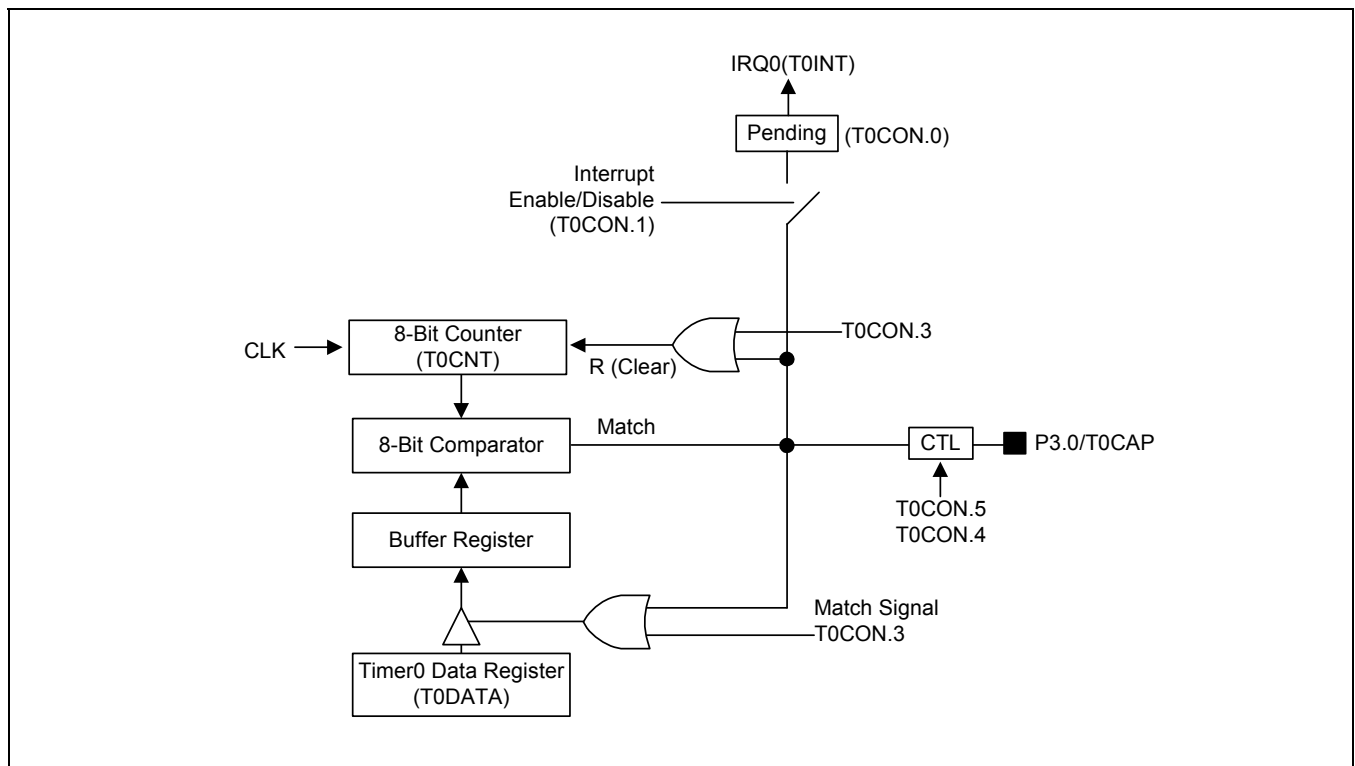 IRQ0(T0INT)
Pending
(T0CON.0)
Interrupt
Enable/Disable
(T0CON.1)
8-Bit Counter
(T0CNT)
T0CON.3
CLK
R (Clear)
8-Bit Comparator
Match
CTL
P3.0/T0CAP
T0CON.5
T0CON.4
Buffer Register
Match Signal
T0CON.3
Timer0 Data Register
(T0DATA)